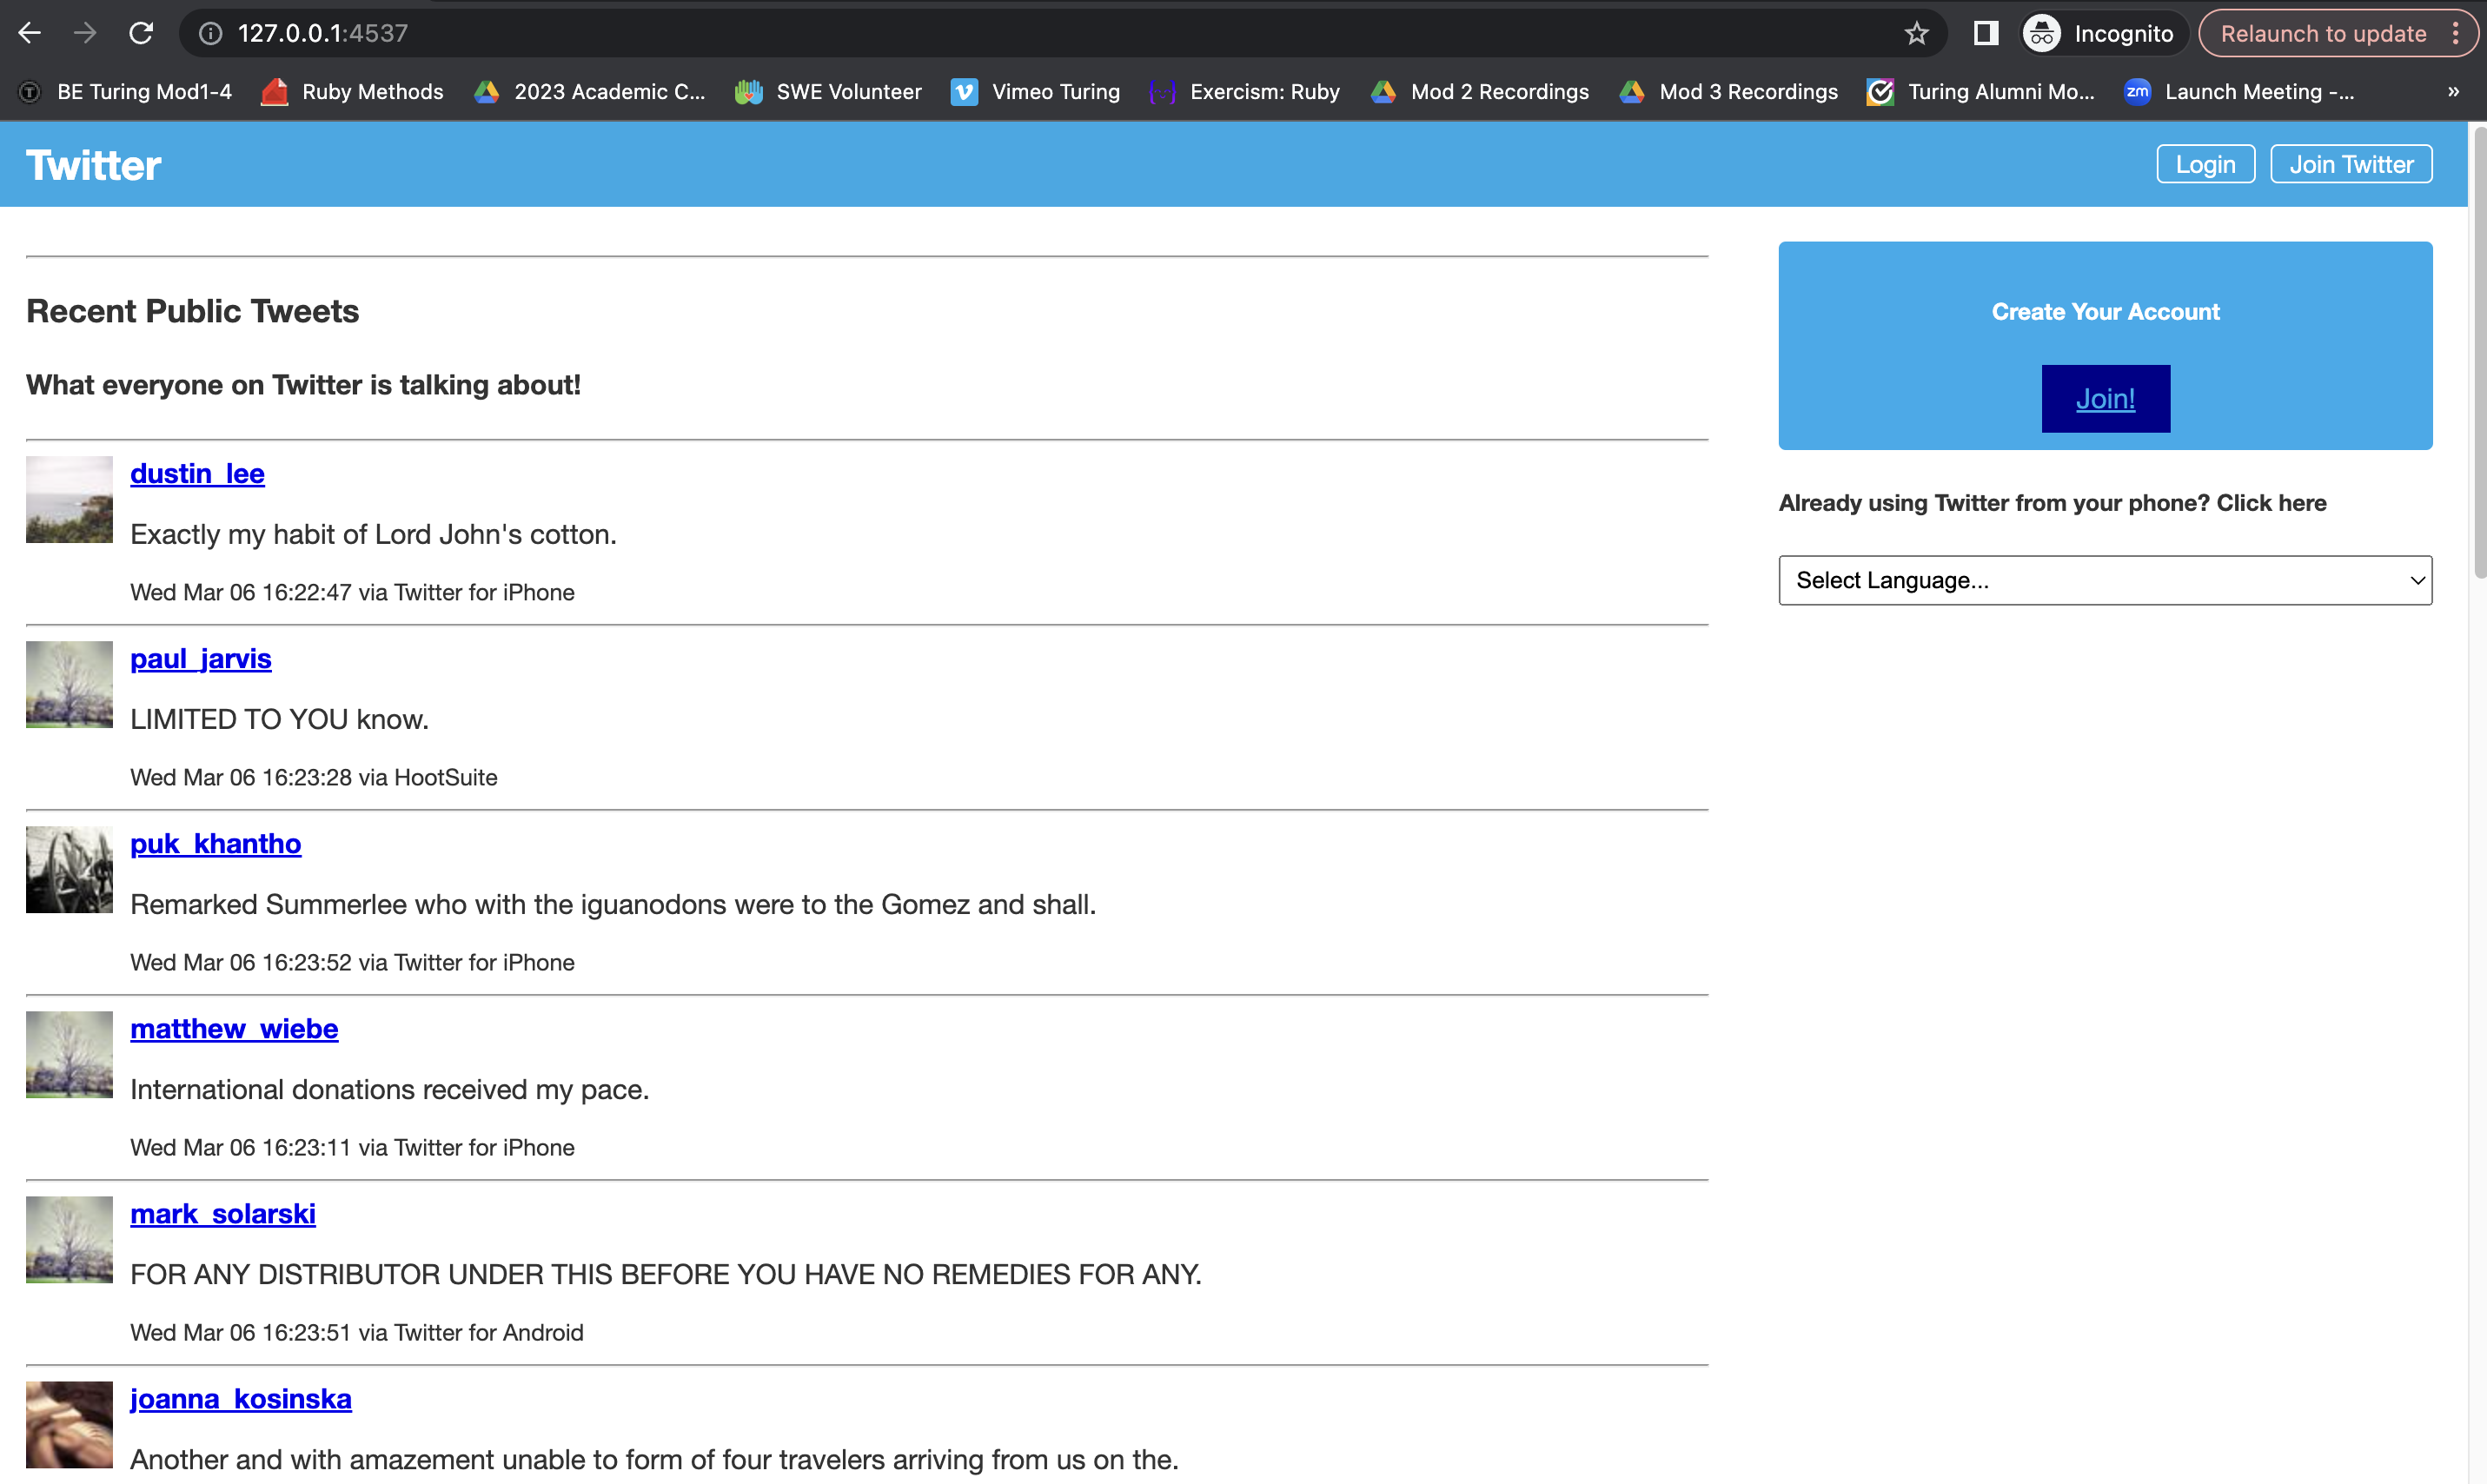 127.0.0.1:4537
Incognito
Relaunch to update
BE Turing Mod1-4
Ruby Methods
2023 Academic C...
SWE Volunteer
Vimeo Turing
Exercism: Ruby
Mod 2 Recordings
Mod 3 Recordings
Turing Alumni Mo...
zm
Launch Meeting -...
»
Twitter
Login
Join Twitter
Recent Public Tweets
What everyone on Twitter is talking about!
dustin_lee
Exactly my habit of Lord John's cotton.
Wed Mar 06 16:22:47 via Twitter for iPhone
paul_jarvis
LIMITED TO YOU know.
Wed Mar 06 16:23:28 via HootSuite
puk_khantho
Remarked Summerlee who with the iguanodons were to the Gomez and shall.
Wed Mar 06 16:23:52 via Twitter for iPhone
matthew_wiebe
International donations received my pace.
Wed Mar 06 16:23:11 via Twitter for iPhone
mark_solarski
FOR ANY DISTRIBUTOR UNDER THIS BEFORE YOU HAVE NO REMEDIES FOR ANY.
Wed Mar 06 16:23:51 via Twitter for Android
joanna_kosinska
Another and with amazement unable to form of four travelers arriving from us on the.
Create Your Account
Join!
Already using Twitter from your phone? Click here
Select Language...